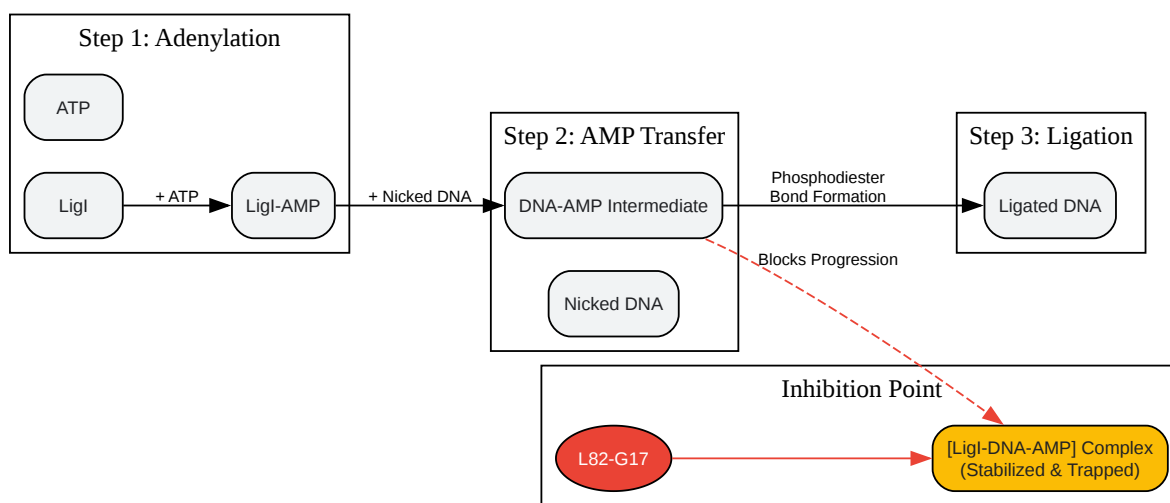 Step 1: Adenylation
ATP
LigI
+ ATP
LigI-AMP
+ Nicked DNA
Step 2: AMP Transfer
DNA-AMP Intermediate
Nicked DNA
Phosphodiester
Bond Formation
Blocks Progression
Step 3: Ligation
Ligated DNA
Inhibition Point
L82-G17
[LigI-DNA-AMP] Complex
(Stabilized & Trapped)